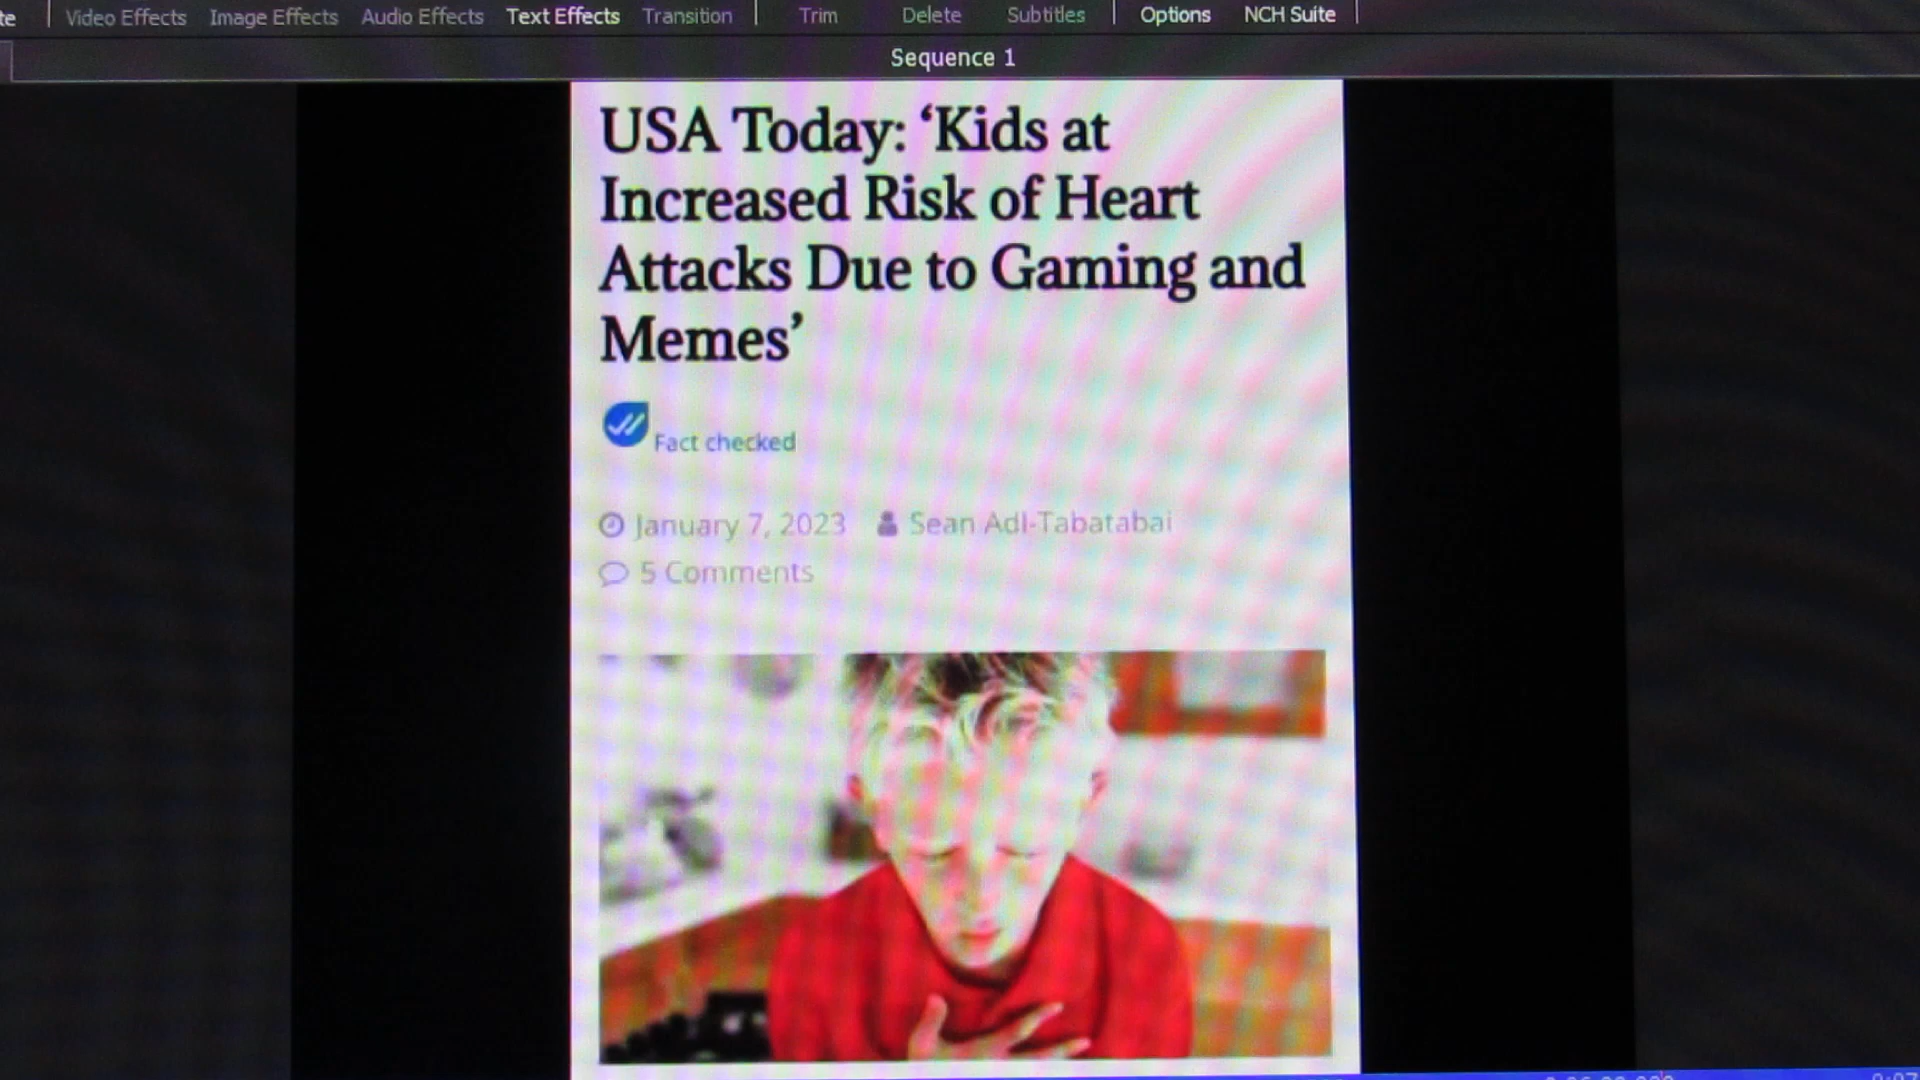 te Video Effects Image Effects Audio Effects Text Effects Transition Trim Delete Subtitles Options NCH Suite
Sequence 1
USA Today: ‘Kids at
Increased Risk of Heart
Attacks Due to Gaming and
Memes’
Fact checked
January 7, 2023 Sean Adl-Tabatabai
5 Comments